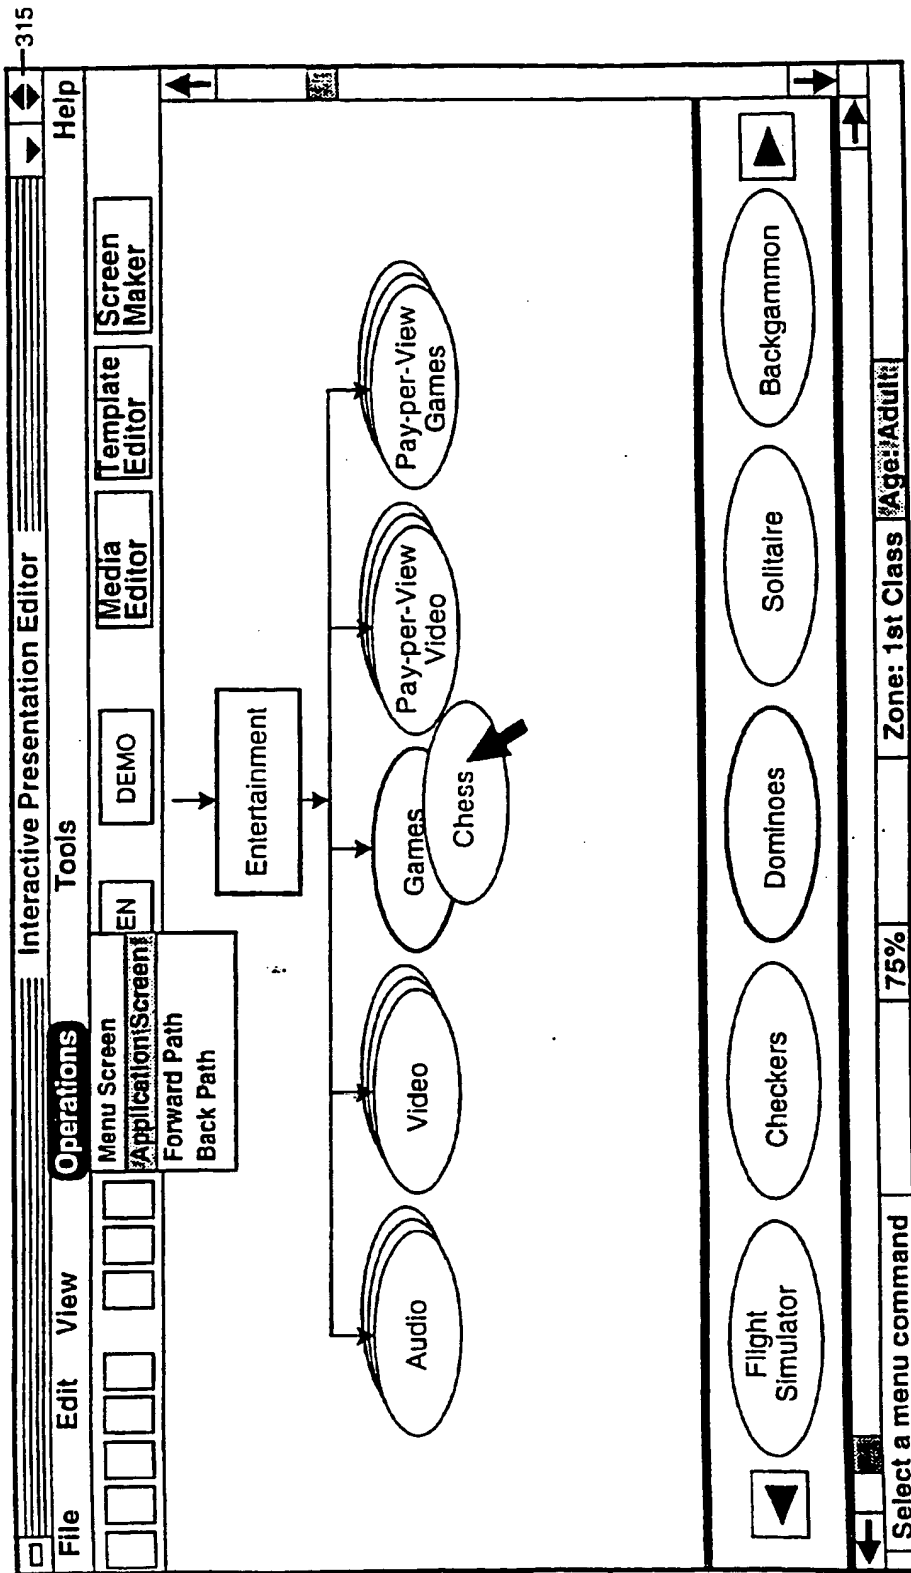 315
Interactive Presentation Editor
File Edit View Operations Tools Help
Menu Screen
Application Screen
Forward Path
Back Path
EN
DEMO
Media
Editor
Template
Editor
Screen
Maker
Entertainment
Audio
Video
Games
Chess
Pay-per-View
Video
Pay-per-View
Games
Flight
Simulator
Checkers
Dominoes
Solitaire
Backgammon
Select a menu command 75% Zone: 1st Class Age: Adult